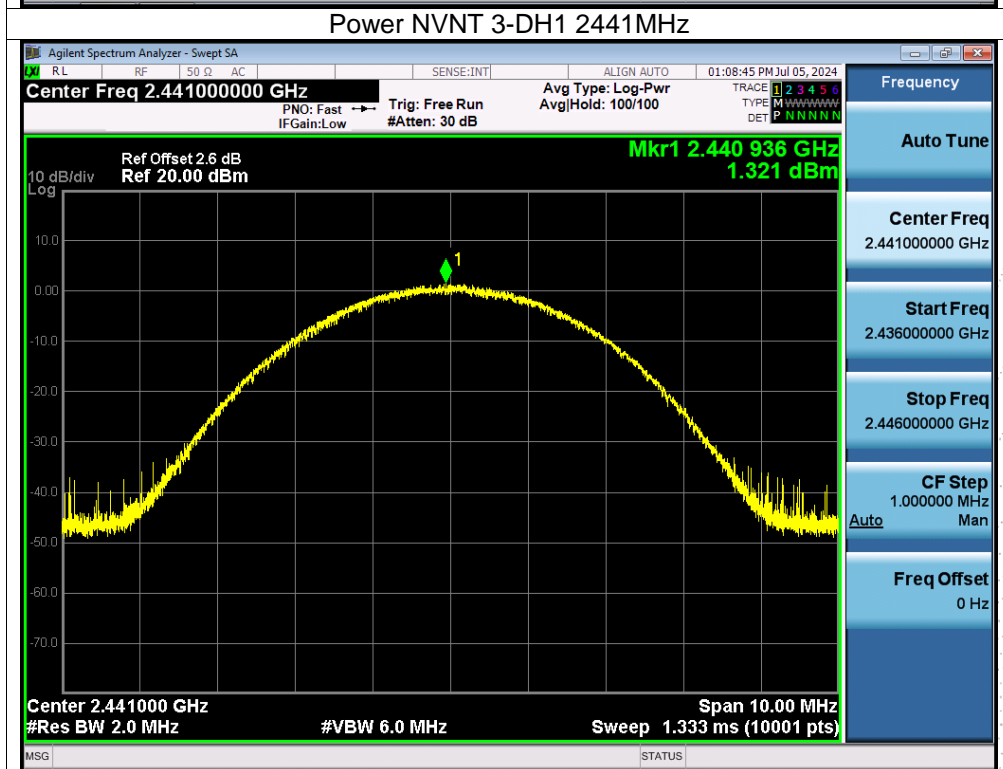 Power NVNT 3-DH1 2441MHz
Agilent Spectrum Analyzer - Swept SA
LXI RL RF 50 Ω AC SENSE:INT ALIGN AUTO 01:08:45 PM Jul 05, 2024
Center Freq 2.441000000 GHz
PNO: Fast
IFGain:Low
Trig: Free Run
#Atten: 30 dB
Avg Type: Log-Pwr
Avg|Hold: 100/100
TRACE 1 2 3 4 5 6
TYPE M WWWWW
DET P N N N N N
Ref Offset 2.6 dB
Ref 20.00 dBm
10 dB/div
Log
Mkr1 2.440 936 GHz
1.321 dBm
1
10.0
0.00
-10.0
-20.0
-30.0
-40.0
-50.0
-60.0
-70.0
Center 2.441000 GHz
#Res BW 2.0 MHz
#VBW 6.0 MHz
Span 10.00 MHz
Sweep 1.333 ms (10001 pts)
MSG
STATUS
Frequency
Auto Tune
Center Freq
2.441000000 GHz
Start Freq
2.436000000 GHz
Stop Freq
2.446000000 GHz
CF Step
1.000000 MHz
Auto Man
Freq Offset
0 Hz